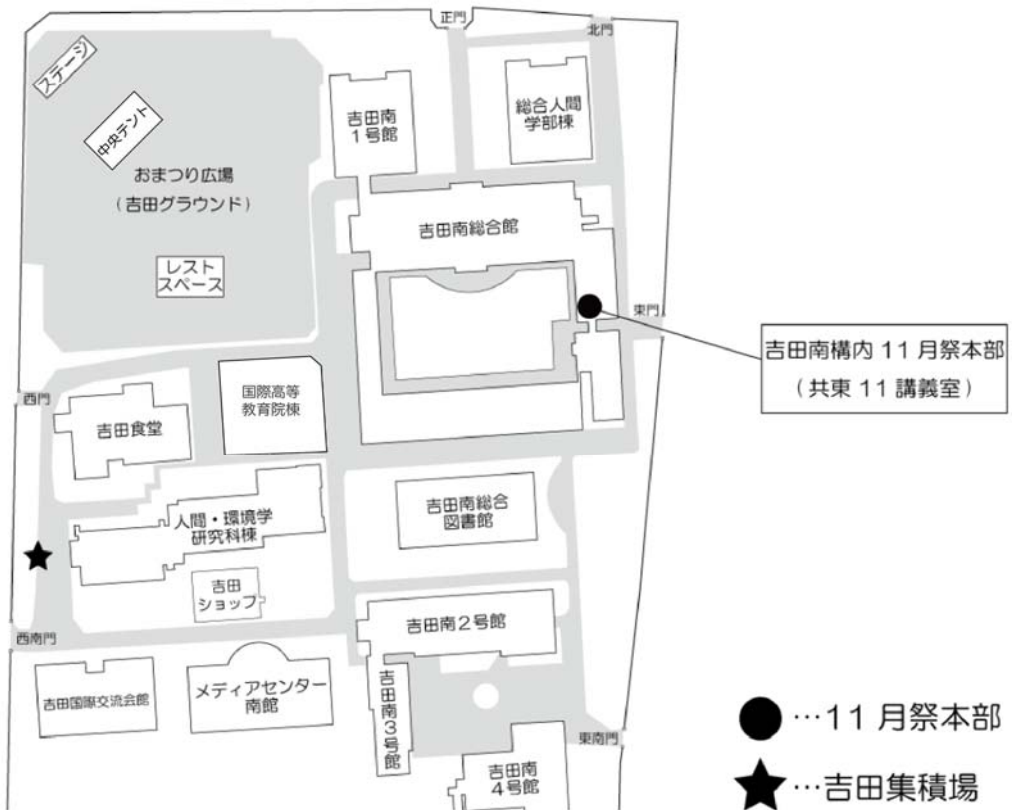 正門
北門
ステージ
中央テント
吉田南
1号館
総合人間
学部棟
おまつり広場
（吉田グラウンド）
吉田南総合館
レスト
スペース
東門
吉田南構内 11 月祭本部
（共東 11 講義室）
西門
吉田食堂
国際高等
教育院棟
吉田南総合
図書館
人間・環境学
研究科棟
吉田
ショップ
吉田南2号館
西南門
吉田国際交流会館
メディアセンター
南館
吉田南3号館
東南門
吉田南
4号館
…11 月祭本部
…吉田集積場